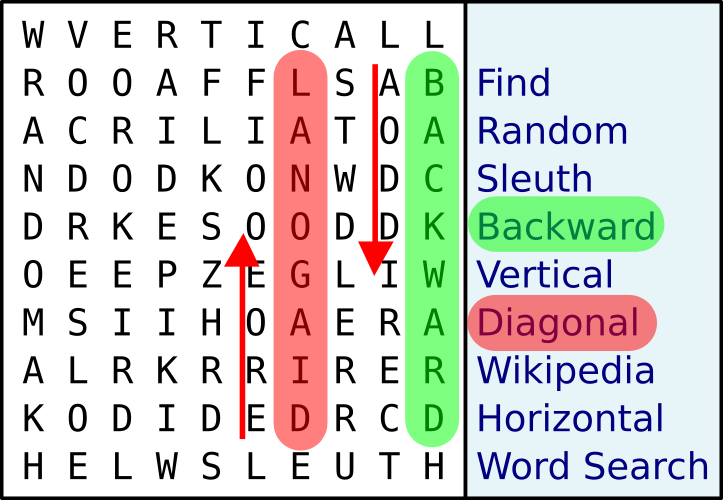 W V E R T I C A L L
R O O A F F L S A B
A C R I L I A T O A
N D O D K O N W D C
D R K E S O O D D K
O E E P Z E G L I W
M S I I H O A E R A
A L R K R R I R E R
K O D I D E D R C D
H E L W S L E U T H
Find
Random
Sleuth
Backward
Vertical
Diagonal
Wikipedia
Horizontal
Word Search